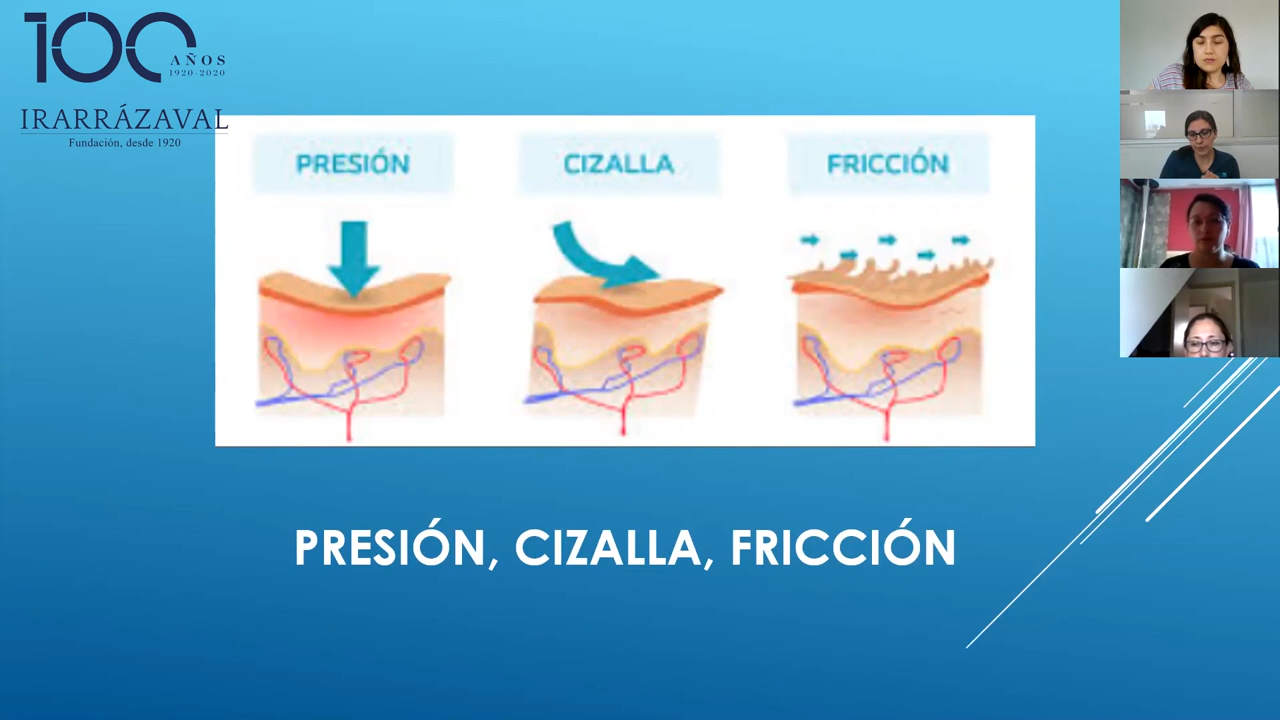 100
AÑOS
1920-2020
IRARRÁZAVAL
Fundación, desde 1920
PRESIÓN
CIZALLA
FRICCIÓN
PRESIÓN, CIZALLA, FRICCIÓN